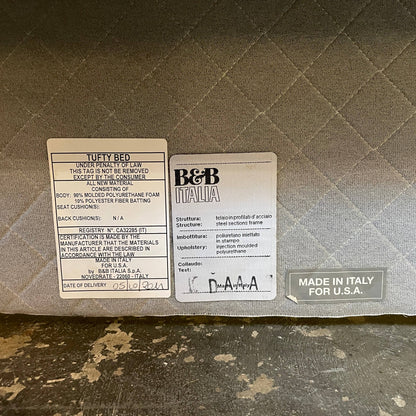 TUFTY BED
UNDER PENALTY OF LAW
THIS TAG IS NOT TO BE REMOVED
EXCEPT BY THE CONSUMER
ALL NEW MATERIAL
CONSISTING OF
BODY: 90% MOLDED POLYURETHANE FOAM
10% POLYESTER FIBER BATTING
SEAT CUSHION(S):
BACK CUSHION(S): N/A
REGISTRY N°. CA32285 (IT)
CERTIFICATION IS MADE BY THE
MANUFACTURER THAT THE MATERIALS
IN THIS ARTICLE ARE DESCRIBED IN
ACCORDANCE WITH THE LAW
MADE IN ITALY
FOR U.S.A.
by B&B ITALIA S.p.A.
NOVEDRATE - 22060 - ITALY
DATE OF DELIVERY
B&B
ITALIA
Struttura: telaio in profilati d'acciaio
Structure: steel sections frame
Imbottitura: poliuretano iniettato
in stampo
Upholstery: injection moulded
polyurethane
Collaudo:
Test:
MADE IN ITALY
FOR U.S.A.